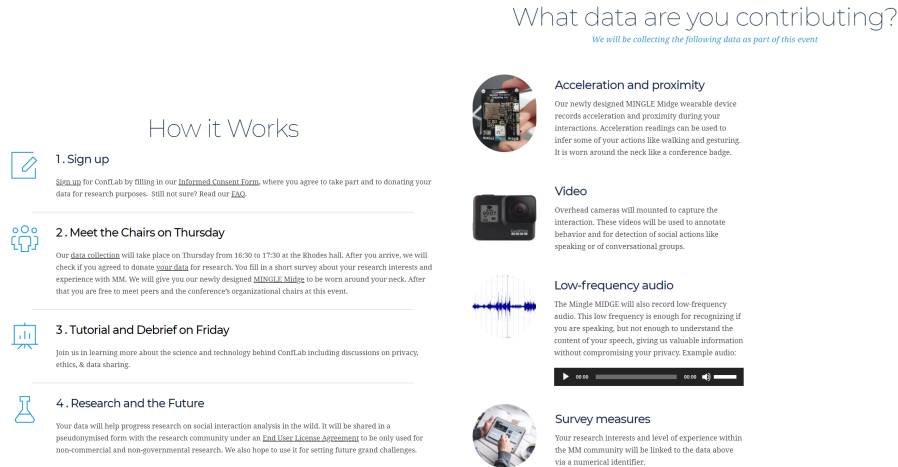 How it Works
1 . Sign up
Sign up for ConfLab by filling in our Informed Consent Form, where you agree to take part and to donating your
data for research purposes. Still not sure? Read our FAQ.
2 . Meet the Chairs on Thursday
Our data collection will take place on Thursday from 16:30 to 17:30 at the Rhodes hall. After you arrive, we will
check if you agreed to donate your data for research. You fill in a short survey about your research interests and
experience with MM. We will give you our newly designed MINGLE Midge to be worn around your neck. After
that you are free to meet peers and the conference's organizational chairs at this event.
3 . Tutorial and Debrief on Friday
Join us in learning more about the science and technology behind ConfLab including discussions on privacy,
ethics, & data sharing.
4 . Research and the Future
Your data will help progress research on social interaction analysis in the wild. It will be shared in a
pseudonymised form with the research community under an End User License Agreement to be only used for
non-commercial and non-governmental research. We also hope to use it for setting future grand challenges.
What data are you contributing?
We will be collecting the following data as part of this event
Acceleration and proximity
Our newly designed MINGLE Midge wearable device
records acceleration and proximity during your
interactions. Acceleration readings can be used to
infer some of your actions like walking and gesturing.
It is worn around the neck like a conference badge.
Video
Overhead cameras will mounted to capture the
interaction. These videos will be used to annotate
behavior and for detection of social actions like
speaking or of conversational groups.
Low-frequency audio
The Mingle MIDGE will also record low-frequency
audio. This low frequency is enough for recognizing if
you are speaking, but not enough to understand the
content of your speech, giving us valuable information
without compromising your privacy. Example audio:
00:00 00:00
Survey measures
Your research interests and level of experience within
the MM community will be linked to the data above
via a numerical identifier.